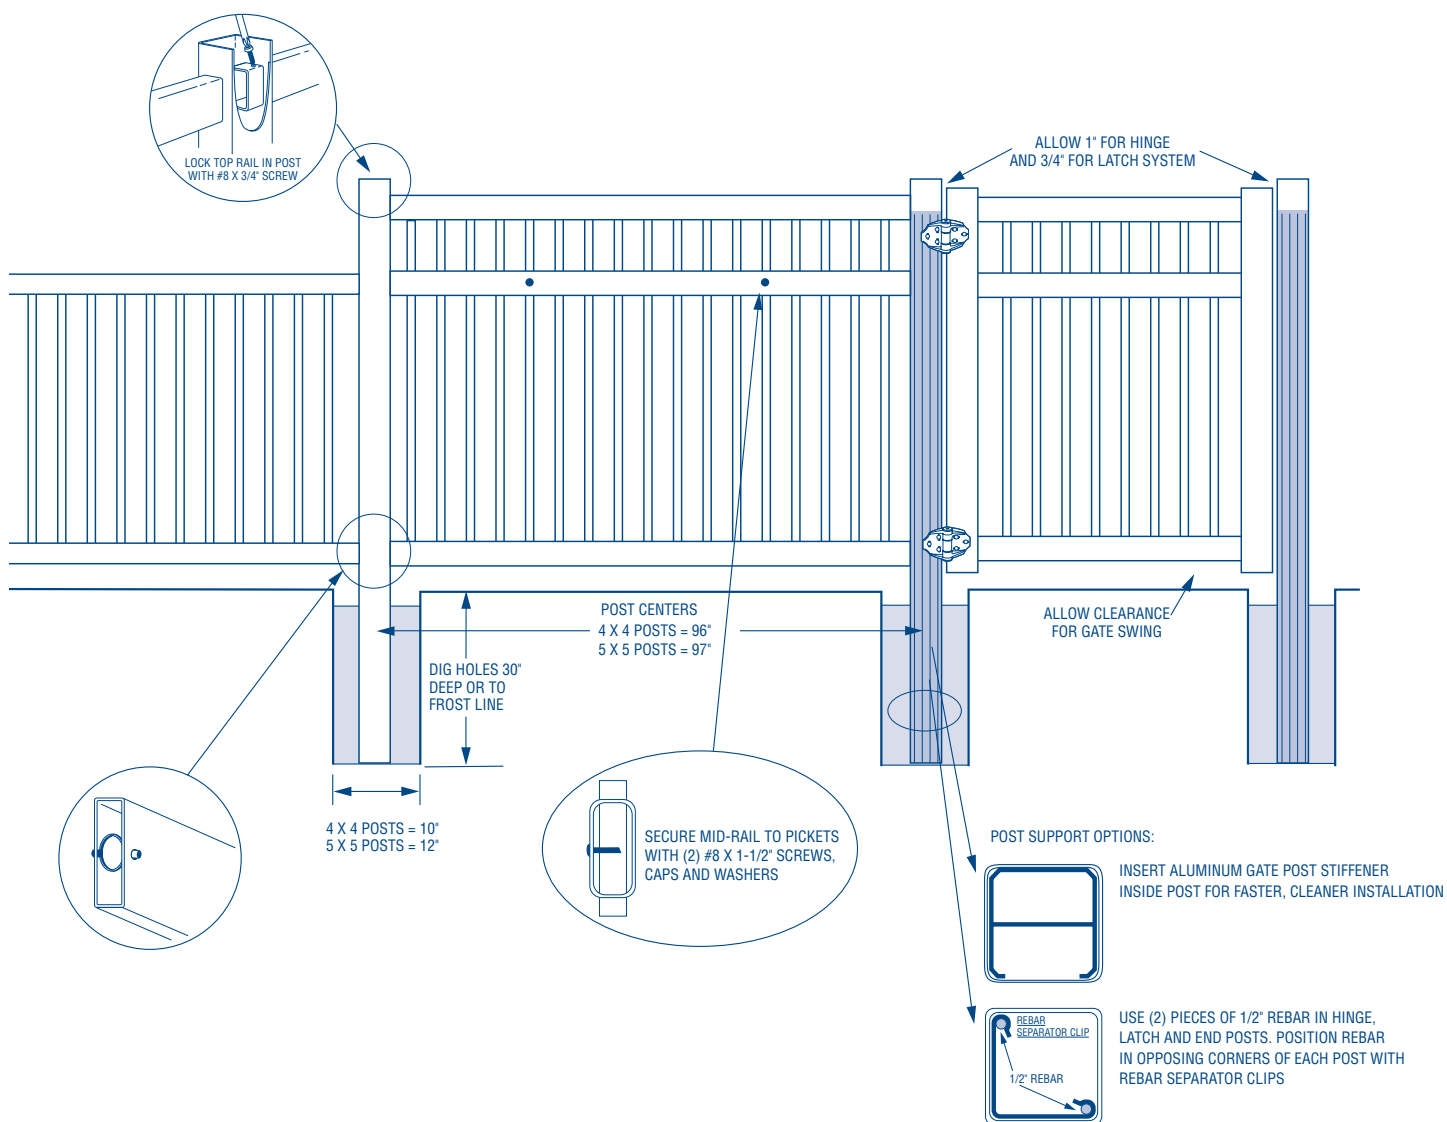 LOCK TOP RAIL IN POST
WITH #8 X 3/4" SCREW
ALLOW 1" FOR HINGE
AND 3/4" FOR LATCH SYSTEM
POST CENTERS
4 X 4 POSTS = 96"
5 X 5 POSTS = 97"
ALLOW CLEARANCE
FOR GATE SWING
DIG HOLES 30"
DEEP OR TO
FROST LINE
4 X 4 POSTS = 10"
5 X 5 POSTS = 12"
SECURE MID-RAIL TO PICKETS
WITH (2) #8 X 1-1/2" SCREWS,
CAPS AND WASHERS
POST SUPPORT OPTIONS:
INSERT ALUMINUM GATE POST STIFFENER
INSIDE POST FOR FASTER, CLEANER INSTALLATION
REBAR
SEPARATOR CLIP
1/2" REBAR
USE (2) PIECES OF 1/2" REBAR IN HINGE,
LATCH AND END POSTS. POSITION REBAR
IN OPPOSING CORNERS OF EACH POST WITH
REBAR SEPARATOR CLIPS